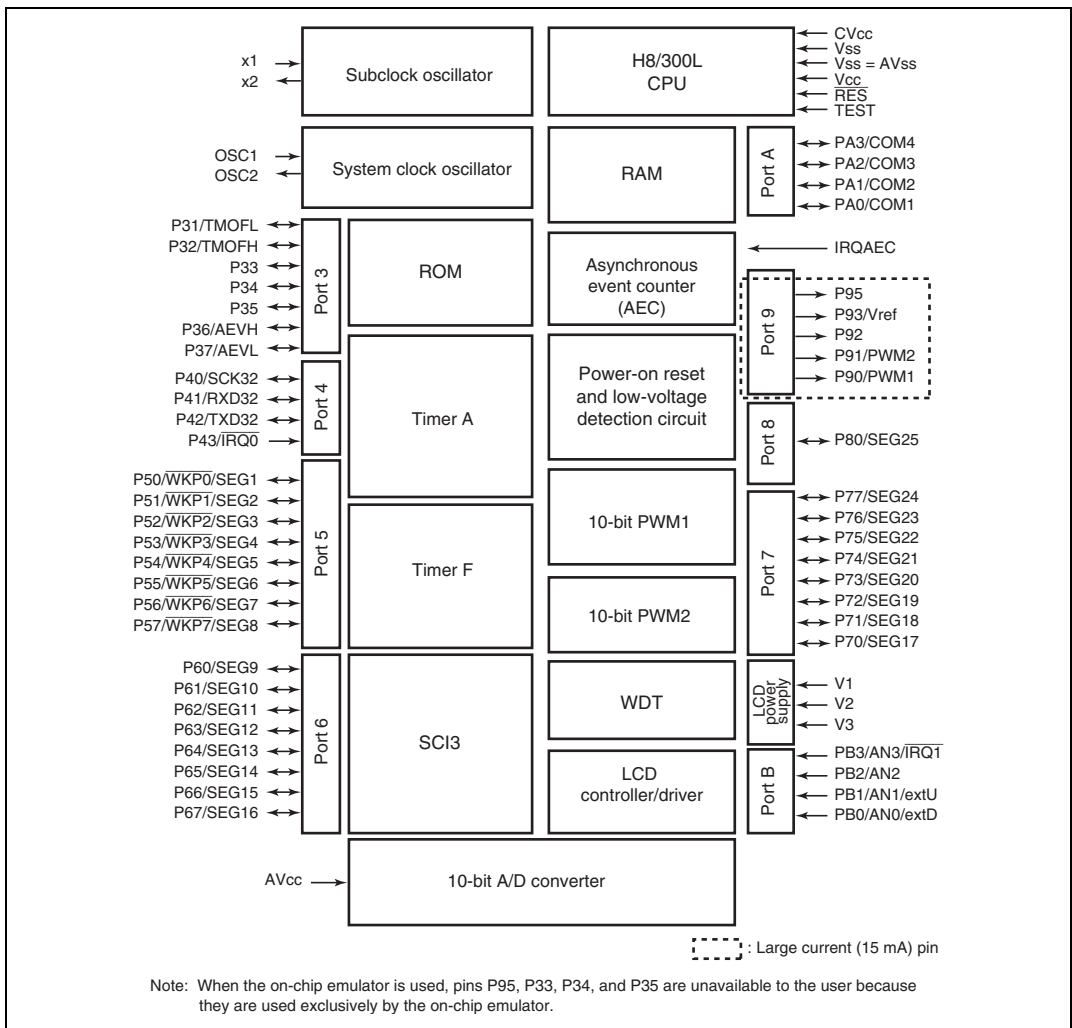 x1
x2
Subclock oscillator
H8/300L
CPU
CVcc
Vss
Vss = AVss
Vcc
RES
TEST
OSC1
OSC2
System clock oscillator
RAM
Port A
PA3/COM4
PA2/COM3
PA1/COM2
PA0/COM1
P31/TMOFL
P32/TMOFH
P33
P34
P35
P36/AEVH
P37/AEVL
Port 3
ROM
Asynchronous
event counter
(AEC)
IRQAEC
Port 9
P95
P93/Vref
P92
P91/PWM2
P90/PWM1
P40/SCK32
P41/RXD32
P42/TXD32
P43/IRQ0
Port 4
Timer A
Power-on reset
and low-voltage
detection circuit
Port 8
P80/SEG25
P50/WKP0/SEG1
P51/WKP1/SEG2
P52/WKP2/SEG3
P53/WKP3/SEG4
P54/WKP4/SEG5
P55/WKP5/SEG6
P56/WKP6/SEG7
P57/WKP7/SEG8
Port 5
Timer F
10-bit PWM1
10-bit PWM2
Port 7
P77/SEG24
P76/SEG23
P75/SEG22
P74/SEG21
P73/SEG20
P72/SEG19
P71/SEG18
P70/SEG17
P60/SEG9
P61/SEG10
P62/SEG11
P63/SEG12
P64/SEG13
P65/SEG14
P66/SEG15
P67/SEG16
Port 6
SCI3
WDT
LCD
power
supply
V1
V2
V3
LCD
controller/driver
Port B
PB3/AN3/IRQ1
PB2/AN2
PB1/AN1/extU
PB0/AN0/extD
AVcc
10-bit A/D converter
: Large current (15 mA) pin
Note: When the on-chip emulator is used, pins P95, P33, P34, and P35 are unavailable to the user because
they are used exclusively by the on-chip emulator.